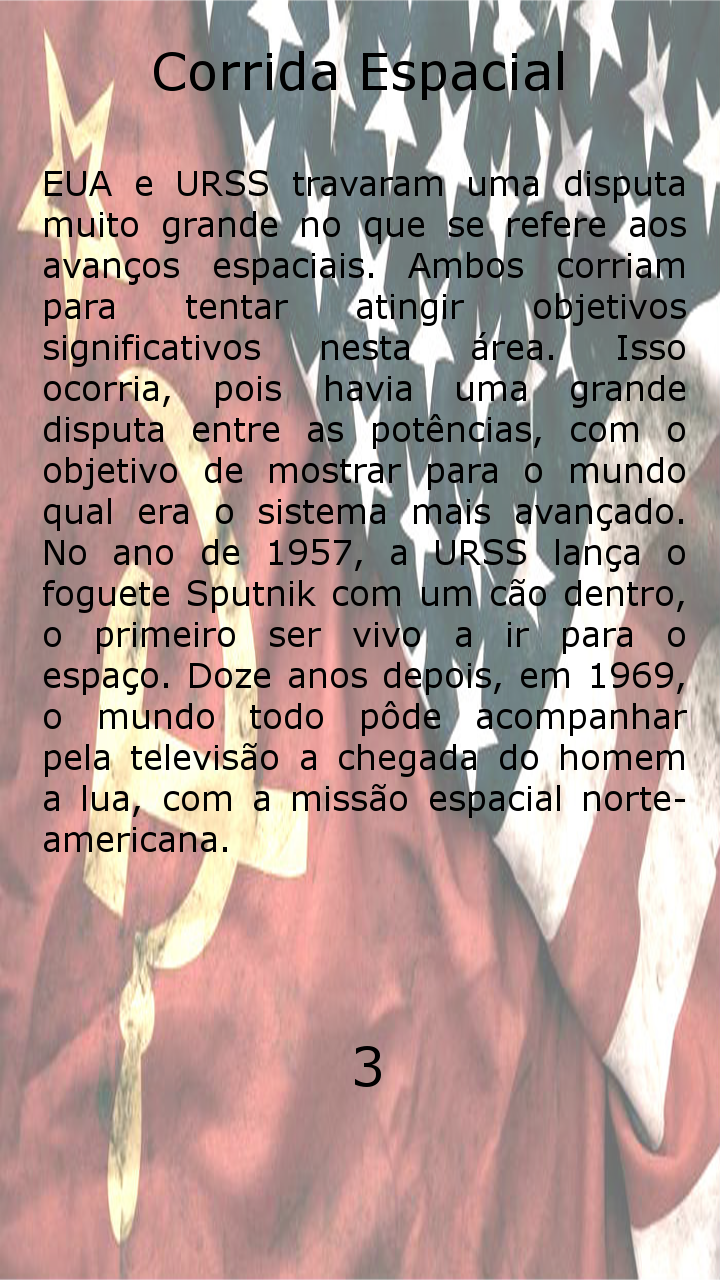 Corrida Espacial
EUA e URSS travaram uma disputa
muito grande no que se refere aos
avanços espaciais. Ambos corriam
para tentar atingir objetivos
significativos nesta área. Isso
ocorria, pois havia uma grande
disputa entre as potências, com o
objetivo de mostrar para o mundo
qual era o sistema mais avançado.
No ano de 1957, a URSS lança o
foguete Sputnik com um cão dentro,
o primeiro ser vivo a ir para o
espaço. Doze anos depois, em 1969,
o mundo todo pôde acompanhar
pela televisão a chegada do homem
a lua, com a missão espacial norte-
americana.
3